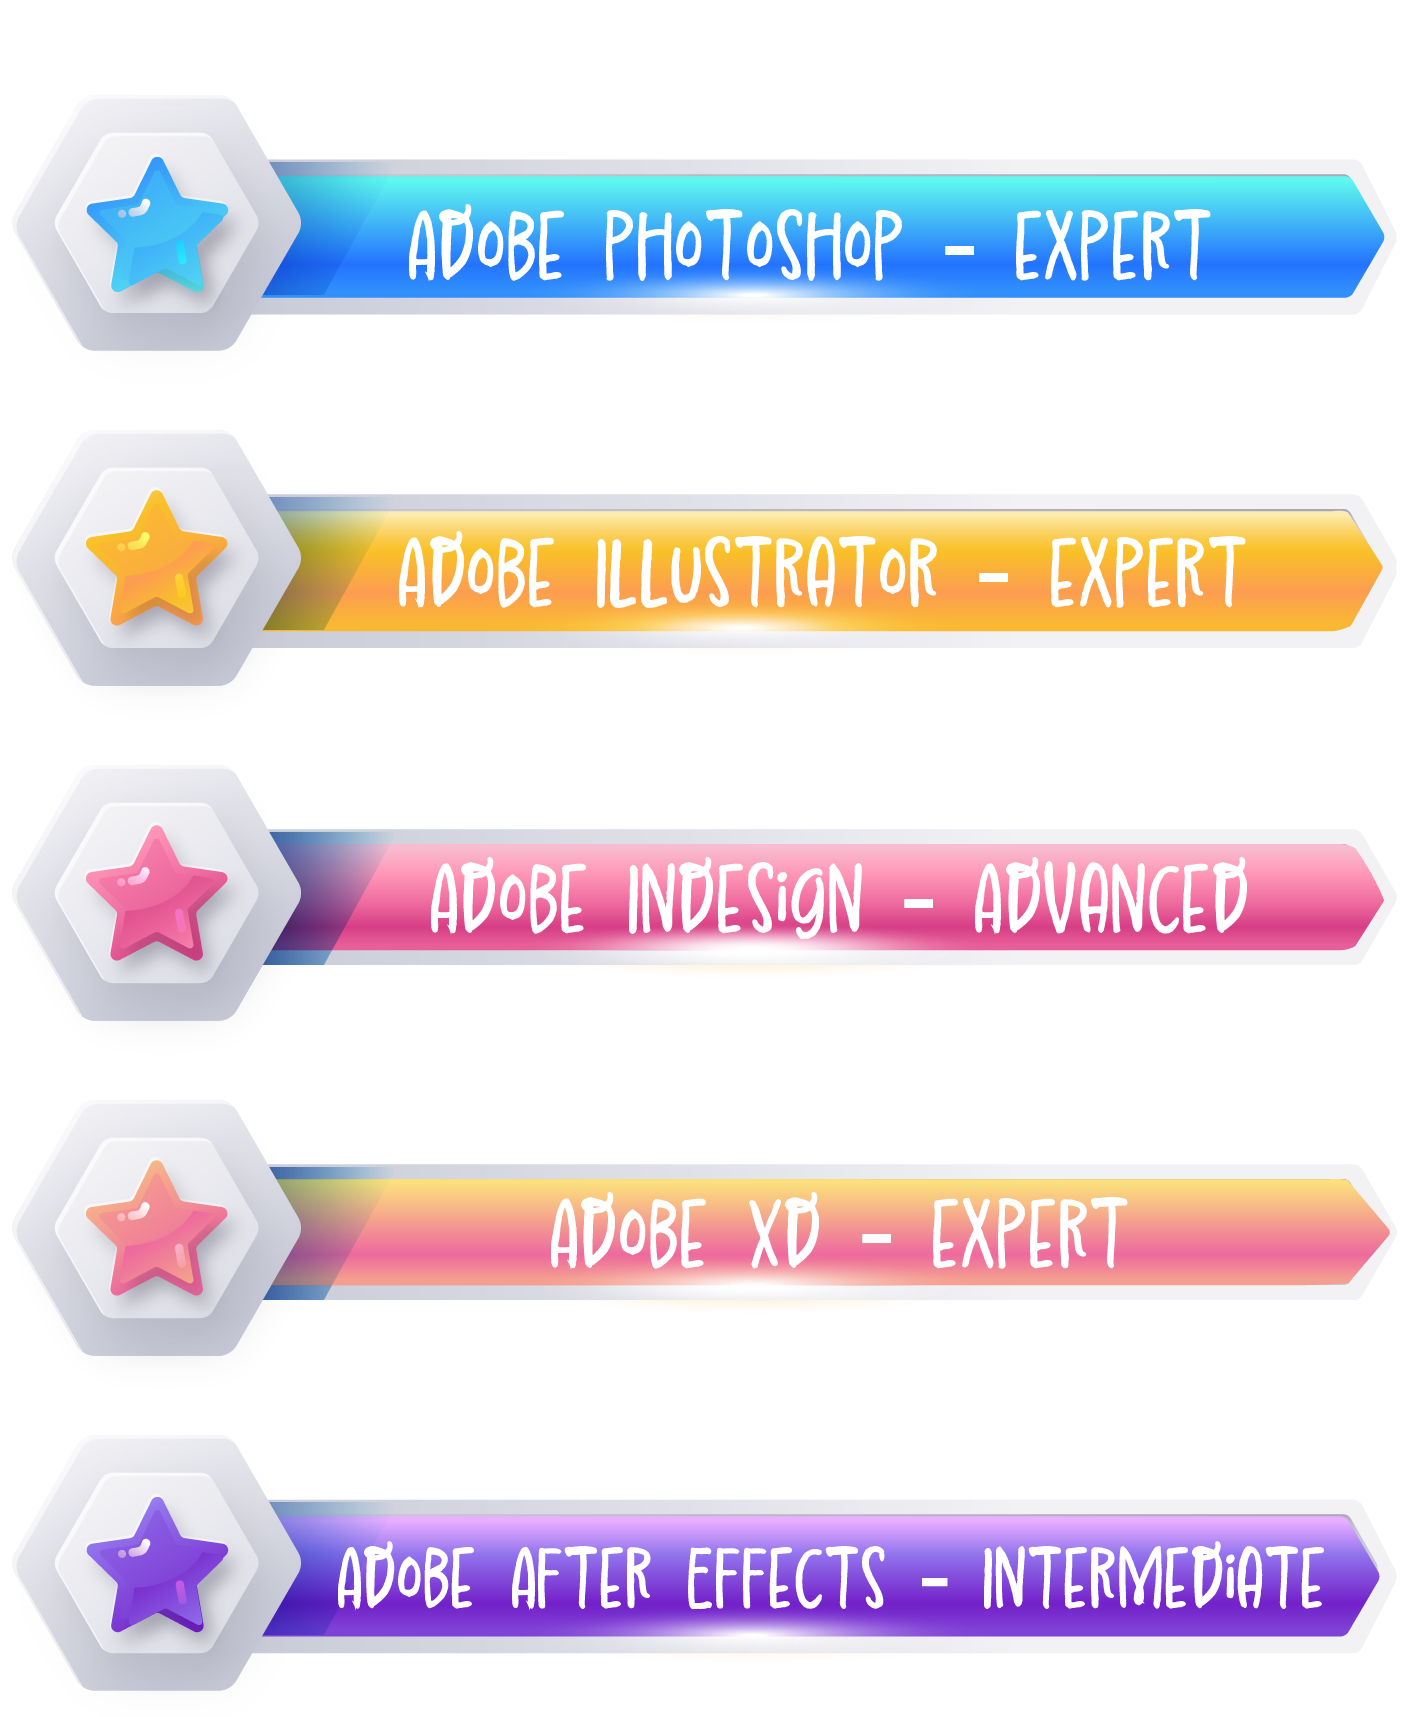 ADOBE PHOTOSHOP - EXPERT
ADOBE ILLUSTRATOR - EXPERT
ADOBE INDESiGN - ADVANCED
ADOBE XD - EXPERT
ADOBE AFTER EFFECTS - INTERMEDiATE